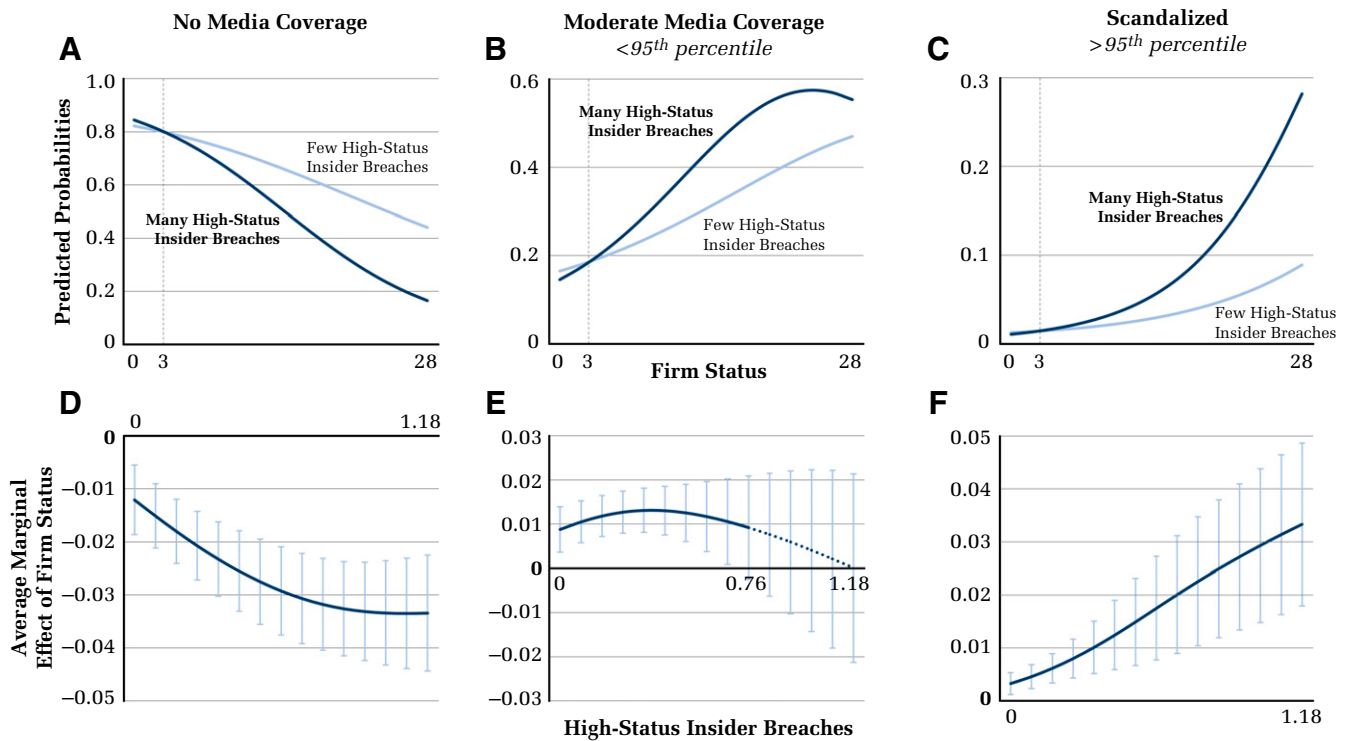 No Media Coverage
Moderate Media Coverage
<95th percentile
Scandalized
>95th percentile
A
B
C
Predicted Probabilities
1.0
0.8
0.6
0.4
0.2
0
0 3 28
Few High-Status
Insider Breaches
Many High-Status
Insider Breaches
0.6
0.4
0.2
0
0 3 28
Many High-Status
Insider Breaches
Few High-Status
Insider Breaches
0.3
0.2
0.1
0
0 3 28
Many High-Status
Insider Breaches
Few High-Status
Insider Breaches
Firm Status
D
E
F
Average Marginal
Effect of Firm Status
0 1.18
0
−0.01
−0.02
−0.03
−0.04
−0.05
0.03
0.02
0.01
0
−0.01
−0.02
−0.03
0 0.76 1.18
0.05
0.04
0.03
0.02
0.01
0
0 1.18
High-Status Insider Breaches